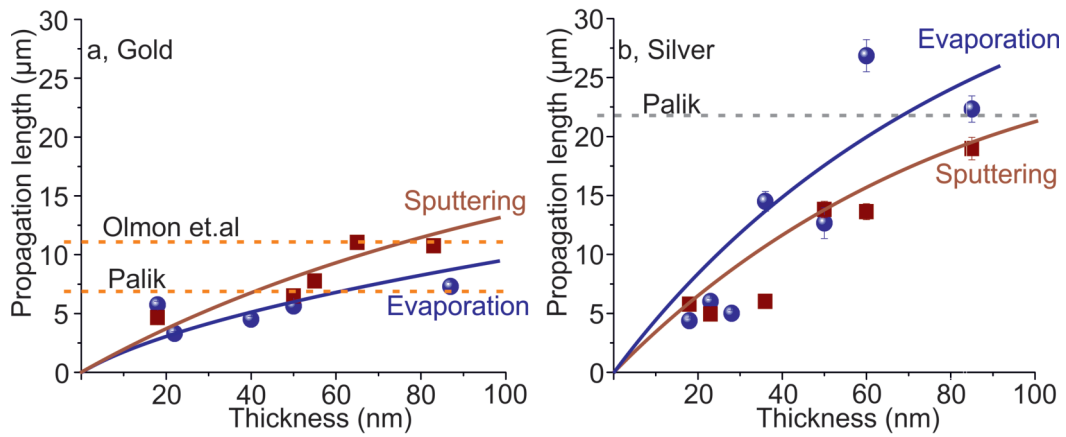 a, Gold
Propagation length (μm)
30
25
20
15
10
5
0
Olmon et.al
Palik
Sputtering
Evaporation
20
40
60
80
100
Thickness (nm)
b, Silver
Propagation length (μm)
30
25
20
15
10
5
0
Palik
Evaporation
Sputtering
20
40
60
80
100
Thickness (nm)